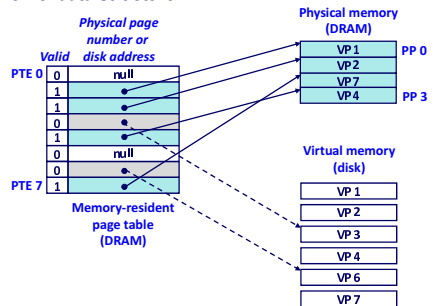 Physical page
number or
disk address
Valid
PTE 0
0
null
1
1
0
1
0
null
0
PTE 7
1
Memory-resident
page table
(DRAM)
Physical memory
(DRAM)
VP 1
PP 0
VP 2
VP 7
VP 4
PP 3
Virtual memory
(disk)
VP 1
VP 2
VP 3
VP 4
VP 6
VP 7